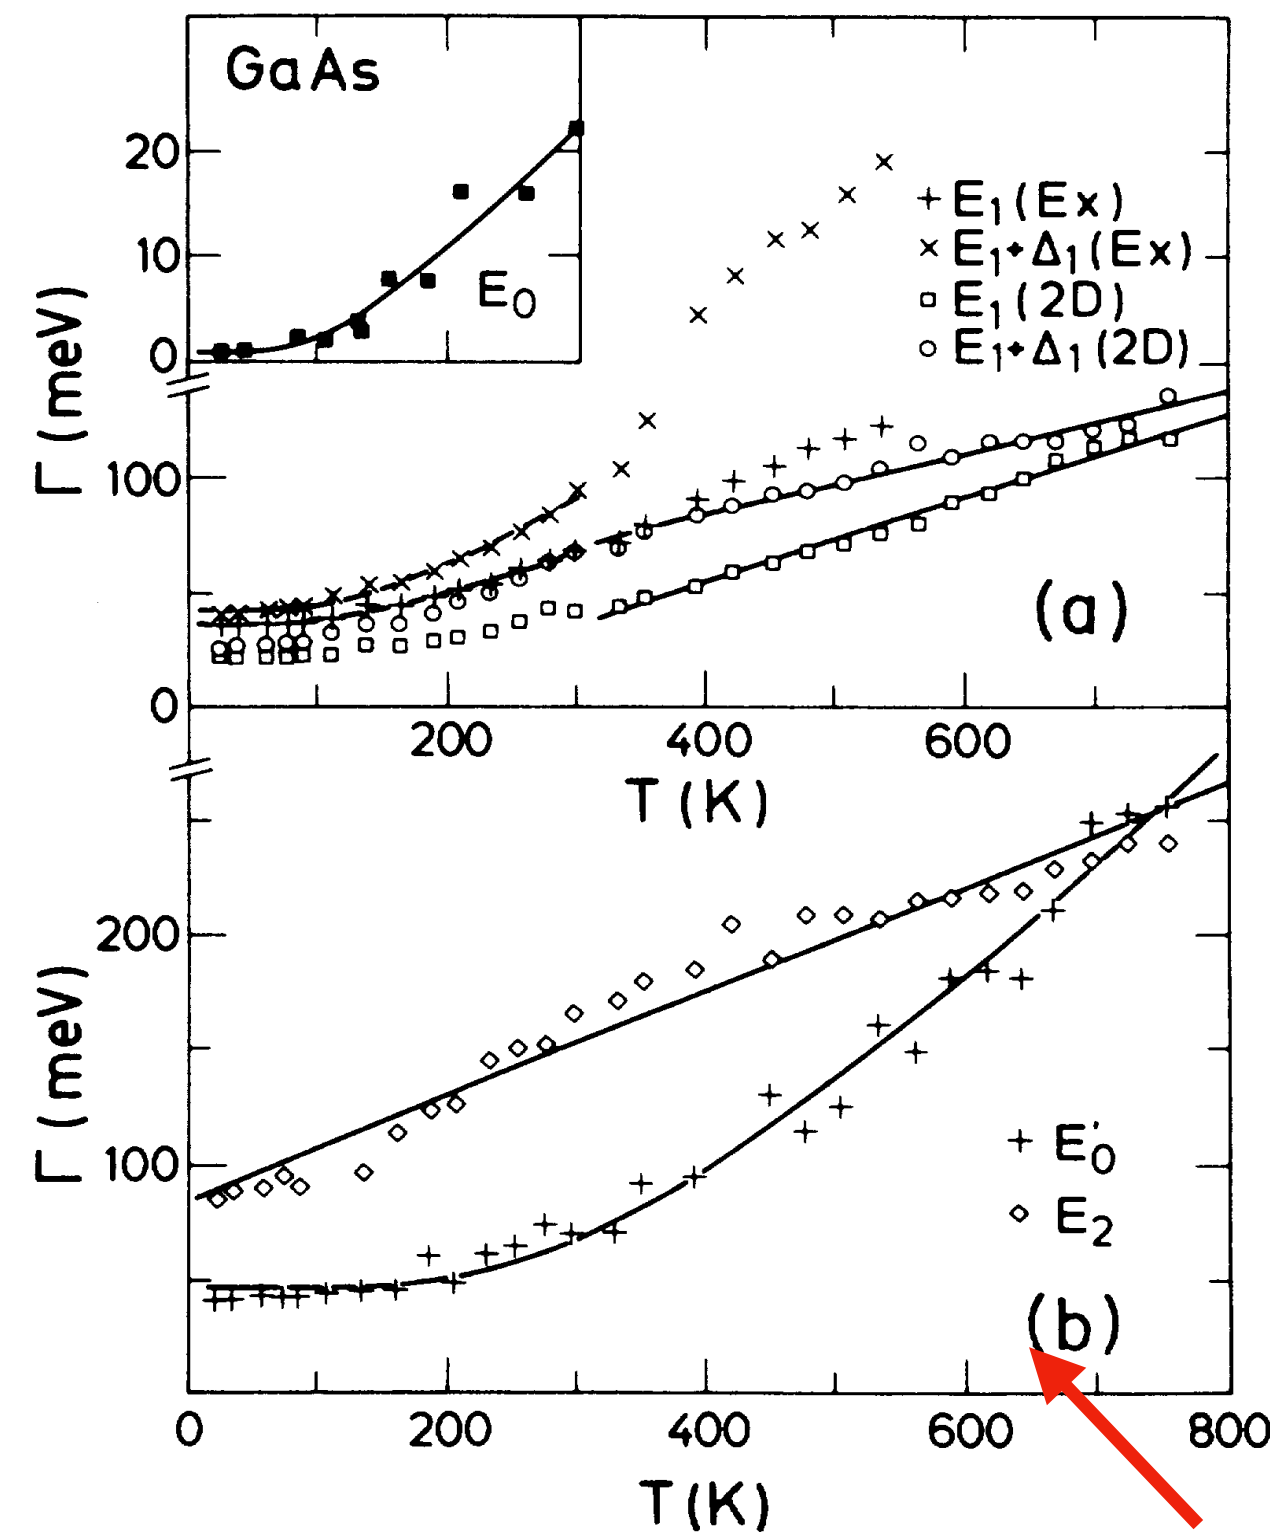 GaAs
20
10
0
E₀
+ E₁(Ex)
× E₁+Δ₁(Ex)
□ E₁(2D)
○ E₁+Δ₁(2D)
Γ (meV)
100
0
(a)
200 400 600
T(K)
200
100
Γ (meV)
+ E₀'
◇ E₂
(b)
0 200 400 600 800
T(K)